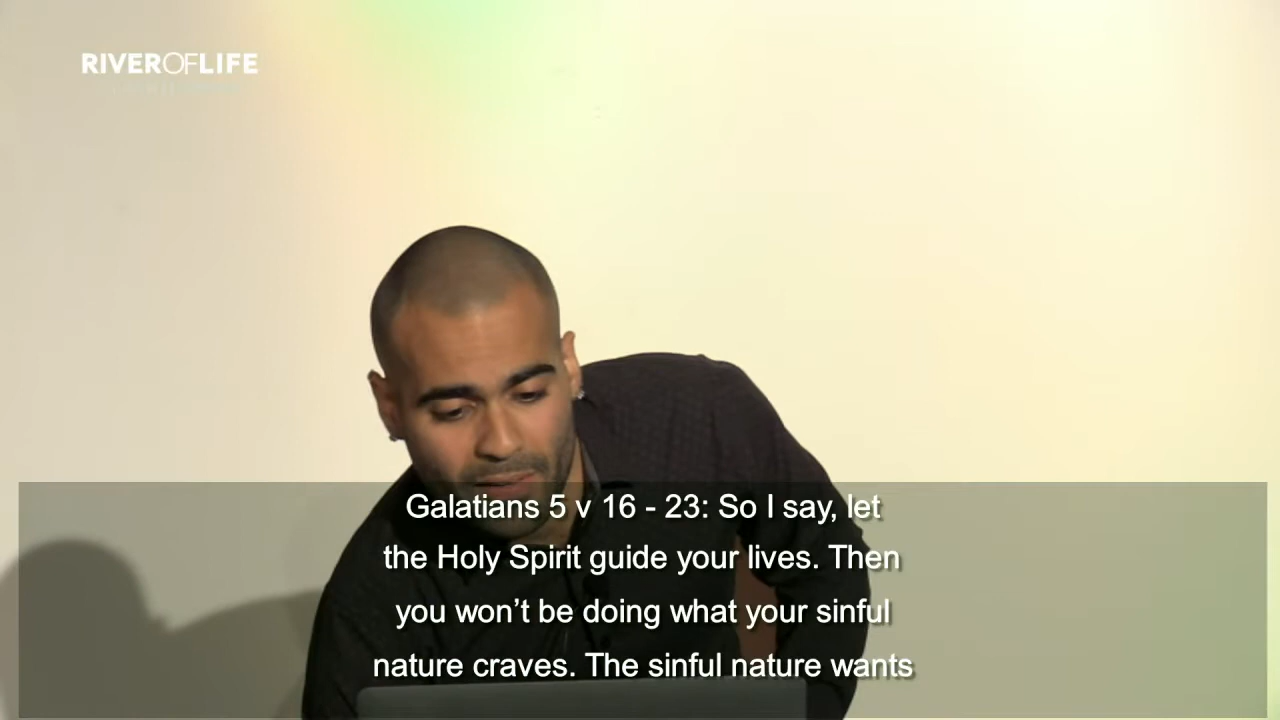 RIVEROFLIFE
Galatians 5 v 16 - 23: So I say, let
the Holy Spirit guide your lives. Then
you won’t be doing what your sinful
nature craves. The sinful nature wants